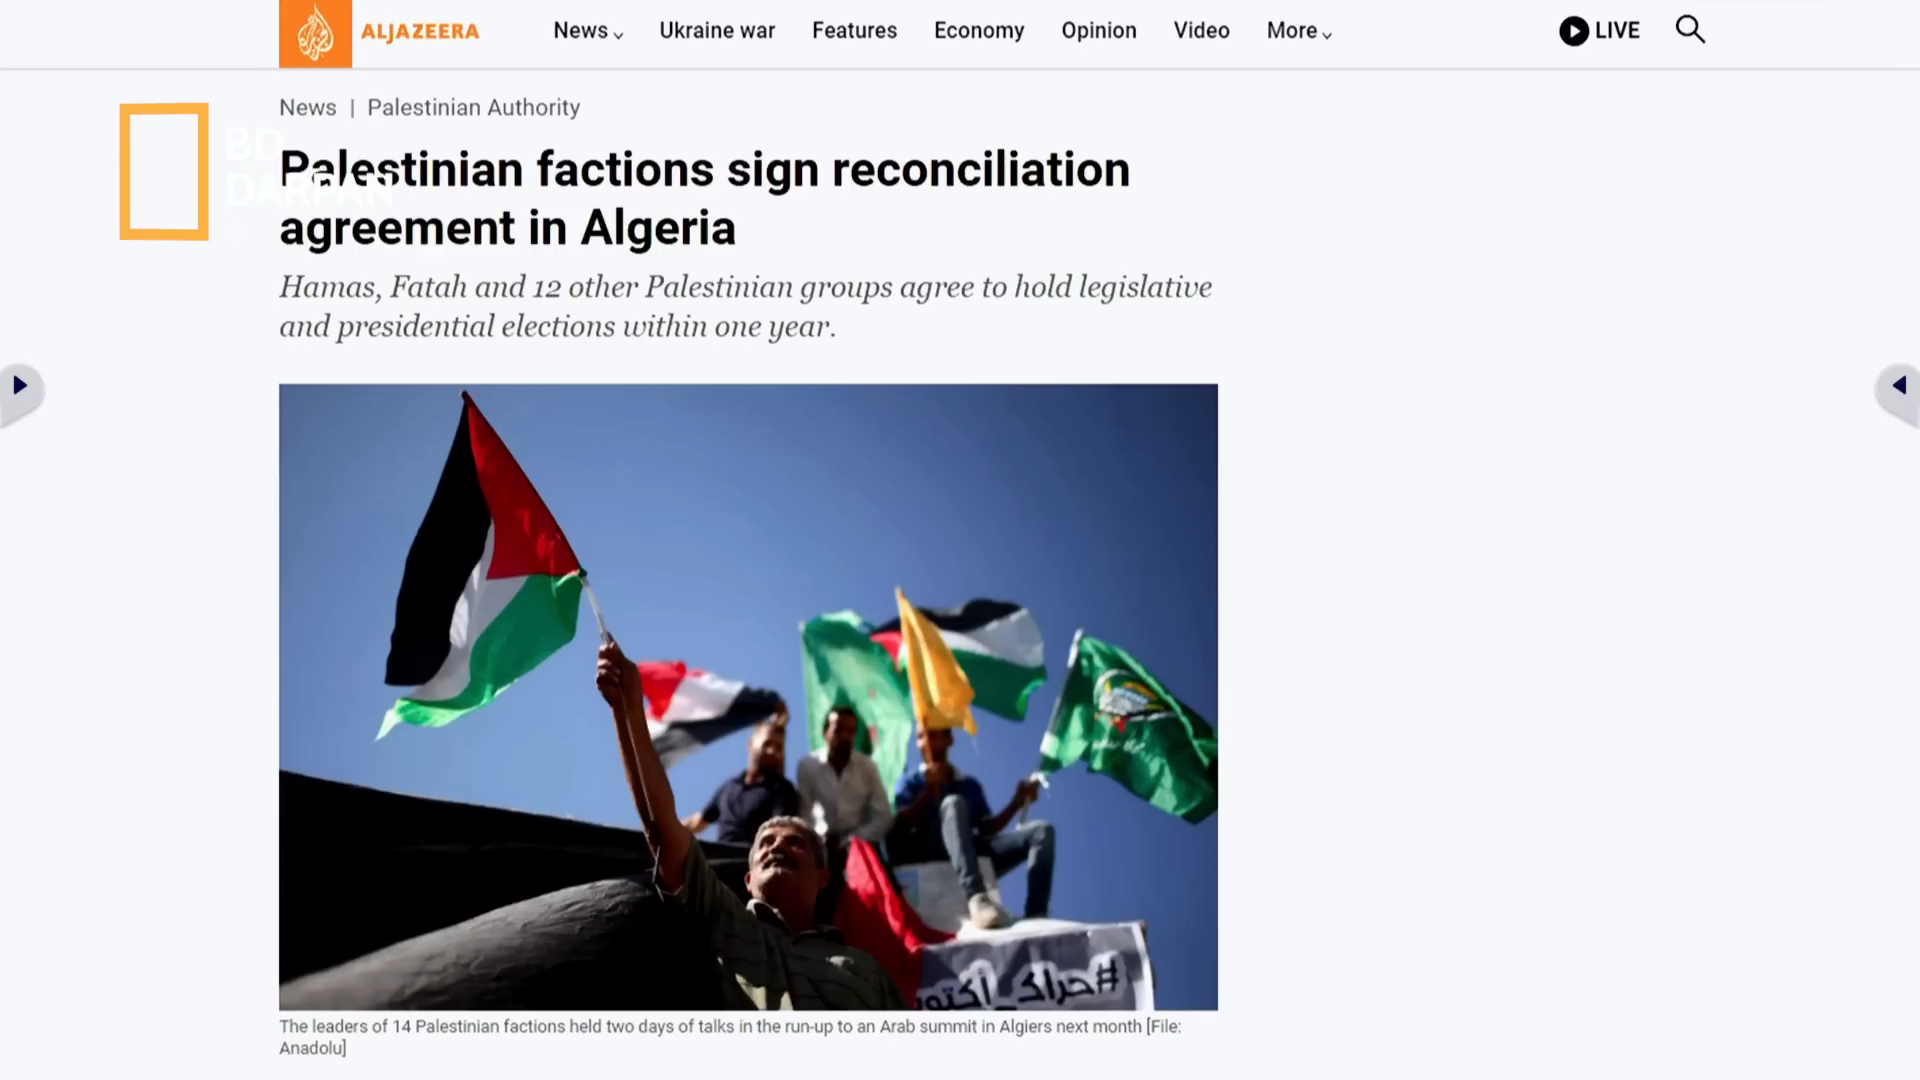 ALJAZEERA
News
Ukraine war
Features
Economy
Opinion
Video
More
LIVE
News | Palestinian Authority
BD
DARPAN
Palestinian factions sign reconciliation
agreement in Algeria
Hamas, Fatah and 12 other Palestinian groups agree to hold legislative
and presidential elections within one year.
#حراك_أكتوبر
The leaders of 14 Palestinian factions held two days of talks in the run-up to an Arab summit in Algiers next month [File:
Anadolu]